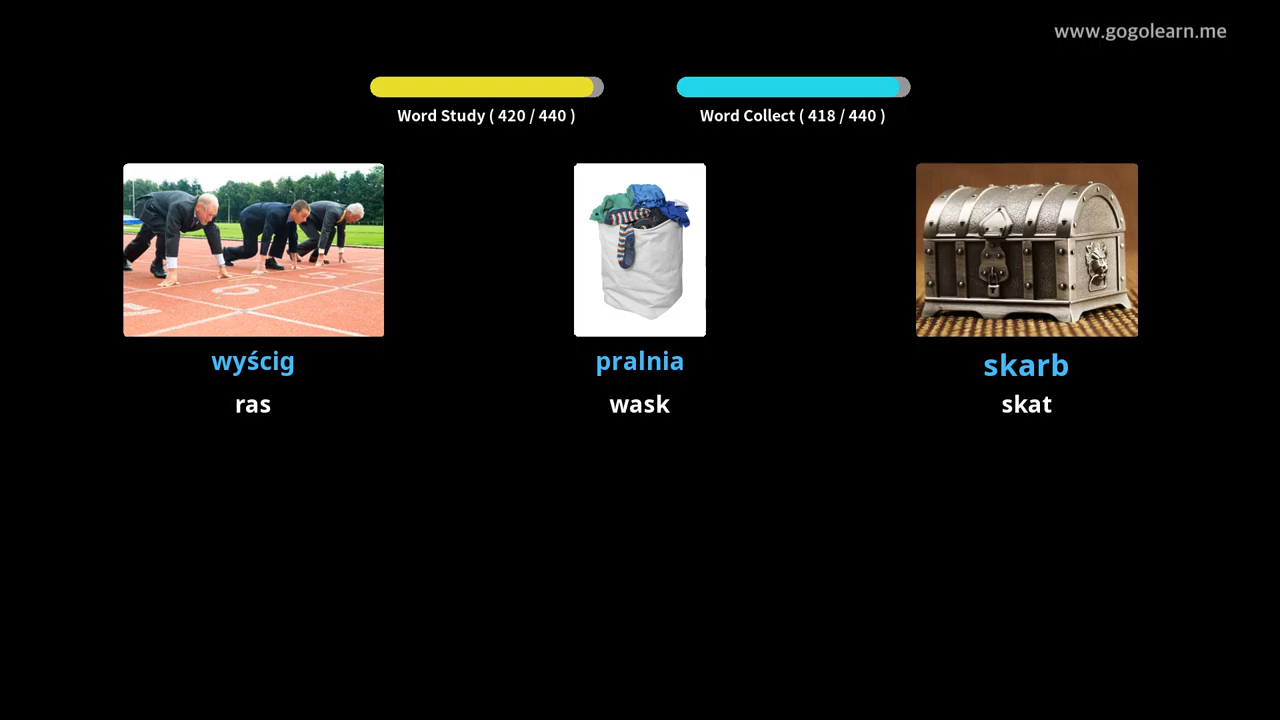 www.gogolearn.me
Word Study ( 420 / 440 )
Word Collect ( 418 / 440 )
wyścig
pralnia
skarb
ras
wask
skat